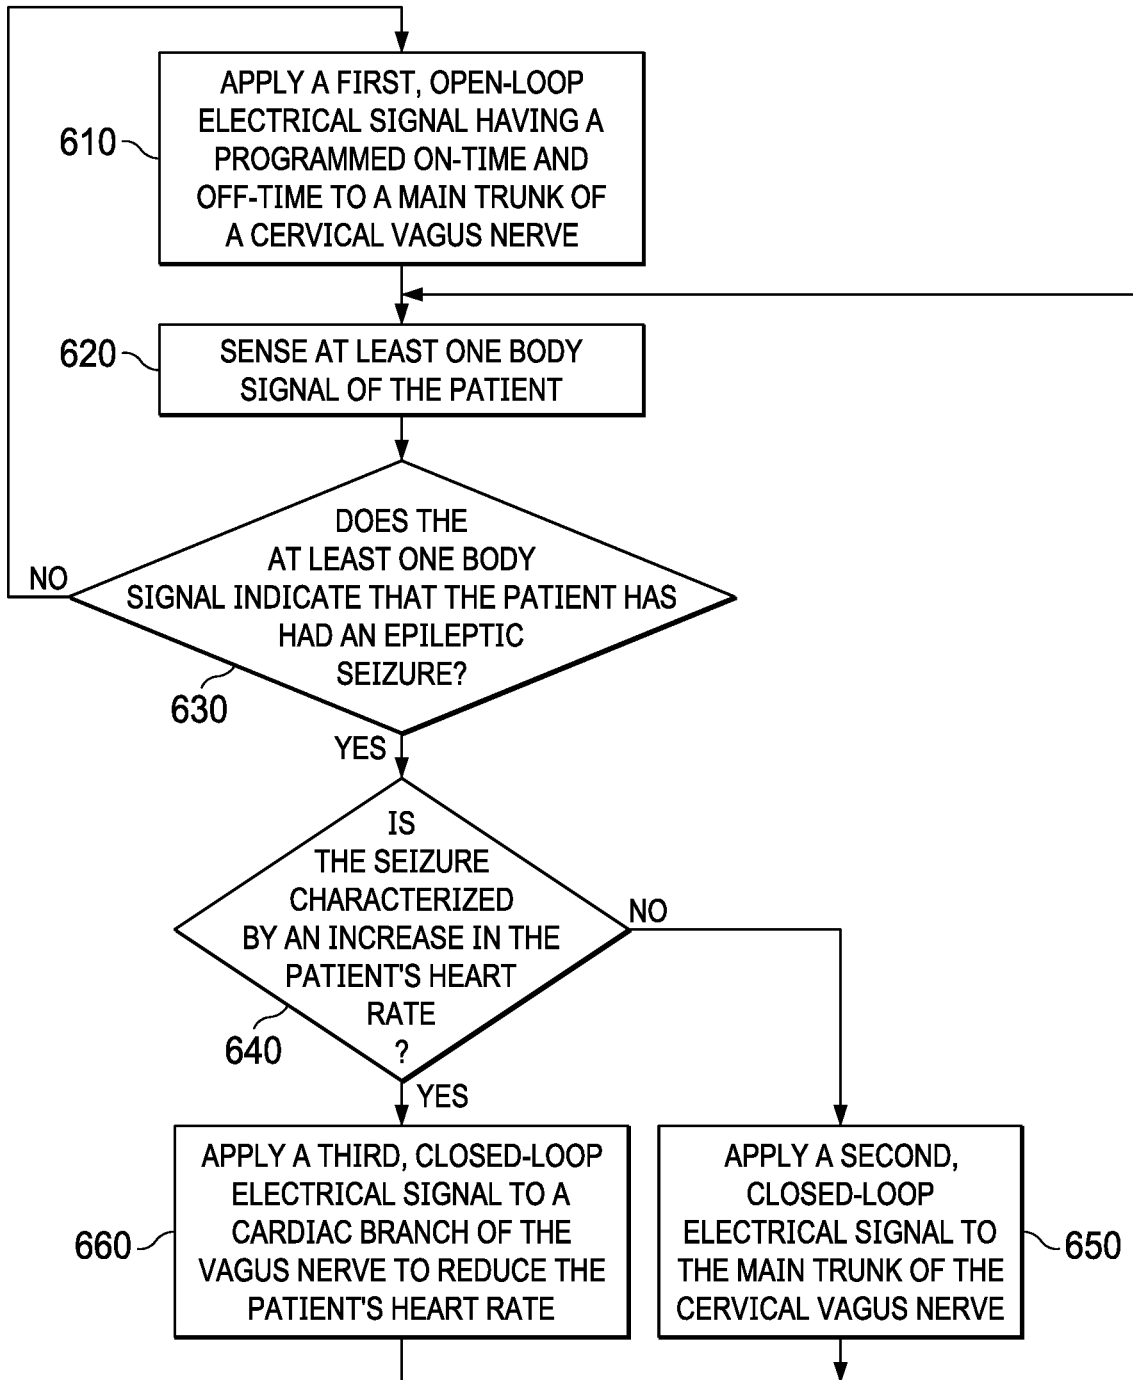 APPLY A FIRST, OPEN-LOOP
ELECTRICAL SIGNAL HAVING A
PROGRAMMED ON-TIME AND
OFF-TIME TO A MAIN TRUNK OF
A CERVICAL VAGUS NERVE
610
SENSE AT LEAST ONE BODY
SIGNAL OF THE PATIENT
620
DOES THE
AT LEAST ONE BODY
SIGNAL INDICATE THAT THE PATIENT HAS
HAD AN EPILEPTIC
SEIZURE?
NO
630
YES
IS
THE SEIZURE
CHARACTERIZED
BY AN INCREASE IN THE
PATIENT'S HEART
RATE
?
NO
640
YES
APPLY A THIRD, CLOSED-LOOP
ELECTRICAL SIGNAL TO A
CARDIAC BRANCH OF THE
VAGUS NERVE TO REDUCE THE
PATIENT'S HEART RATE
660
APPLY A SECOND,
CLOSED-LOOP
ELECTRICAL SIGNAL TO
THE MAIN TRUNK OF THE
CERVICAL VAGUS NERVE
650